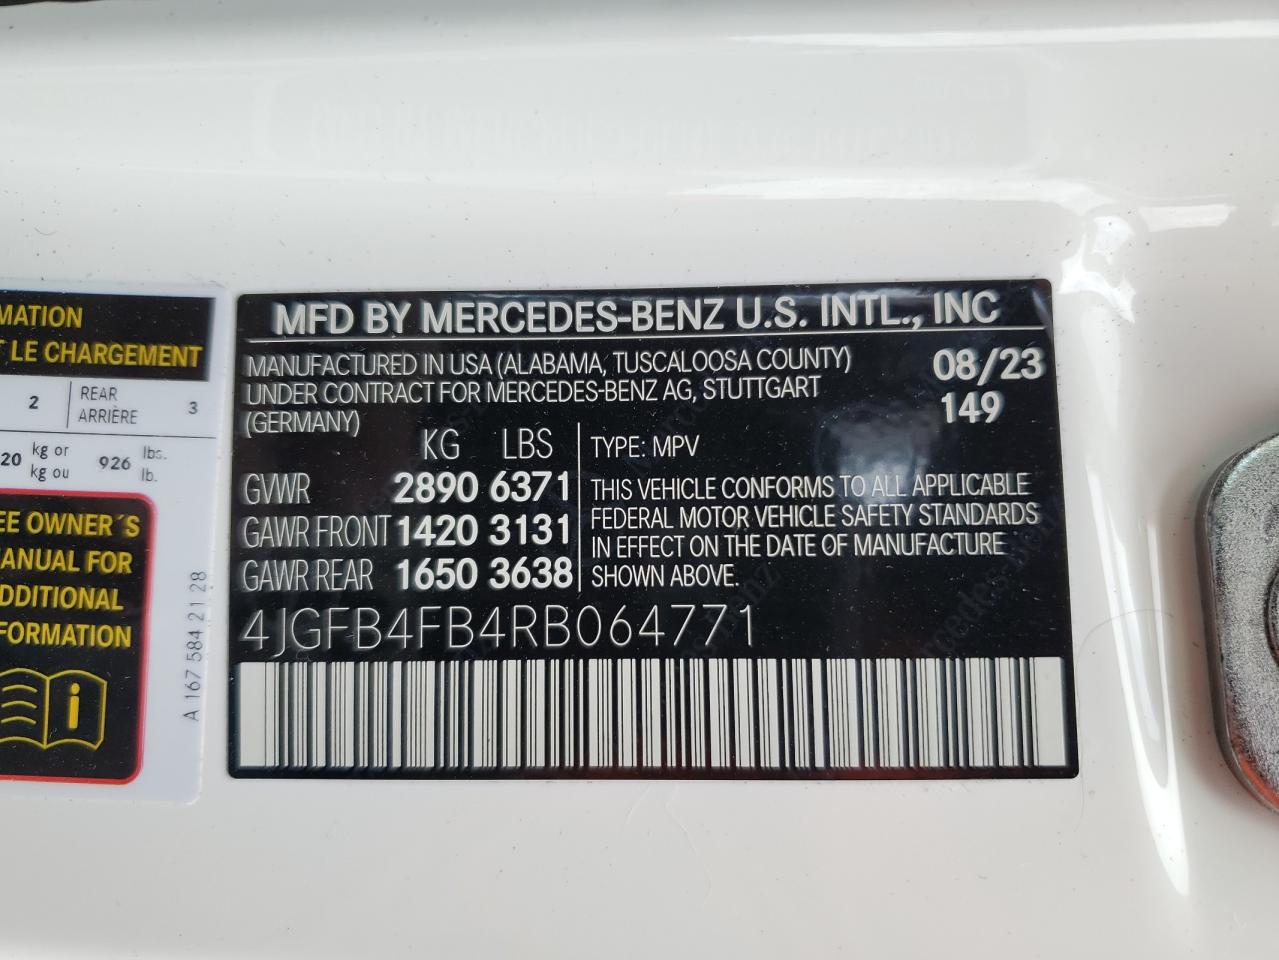 MATION
T LE CHARGEMENT
2 REAR ARRIÈRE 3
20 kg or kg ou 926 lbs. lb.
EE OWNER´S
ANUAL FOR
DDITIONAL
FORMATION
A 167 584 21 28
MFD BY MERCEDES-BENZ U.S. INTL., INC
MANUFACTURED IN USA (ALABAMA, TUSCALOOSA COUNTY) 08/23
UNDER CONTRACT FOR MERCEDES-BENZ AG, STUTTGART 149
(GERMANY)
KG LBS
GVWR 2890 6371
GAWR FRONT 1420 3131
GAWR REAR 1650 3638
TYPE: MPV
THIS VEHICLE CONFORMS TO ALL APPLICABLE
FEDERAL MOTOR VEHICLE SAFETY STANDARDS
IN EFFECT ON THE DATE OF MANUFACTURE
SHOWN ABOVE.
4JGFB4FB4RB064771